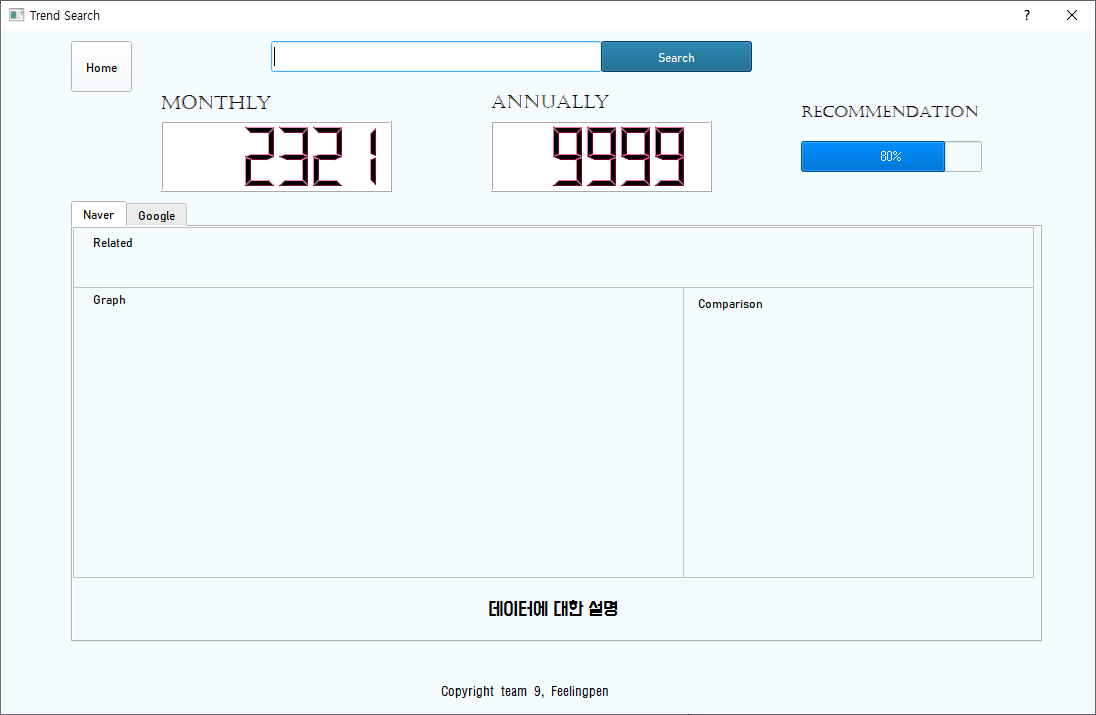 Trend Search
?
Home
Search
MONTHLY
ANNUALLY
RECOMMENDATION
2321
9999
80%
Naver
Google
Related
Graph
Comparison
데이터에 대한 설명
Copyright team 9, Feelingpen